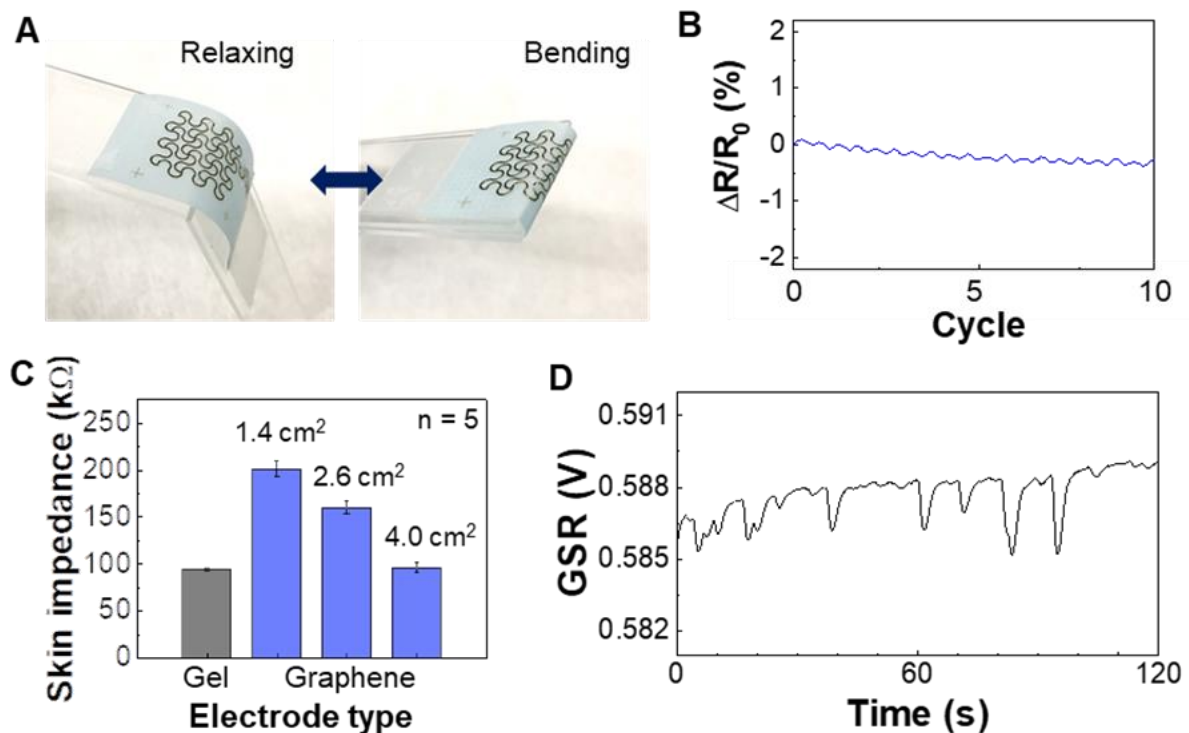 A
Relaxing
Bending
B
ΔR/R0 (%)
2
1
0
-1
-2
0
5
10
Cycle
C
Skin impedance (kΩ)
250
200
150
100
50
0
n = 5
1.4 cm²
2.6 cm²
4.0 cm²
Gel
Graphene
Electrode type
D
GSR (V)
0.591
0.588
0.585
0.582
0
60
120
Time (s)